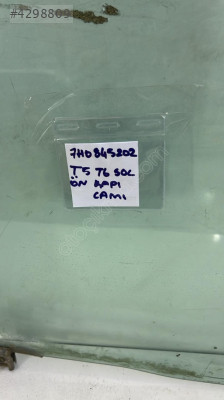 #4298809
7H0845202
T5 T6 SOL
ÖN KAPI
CAMI